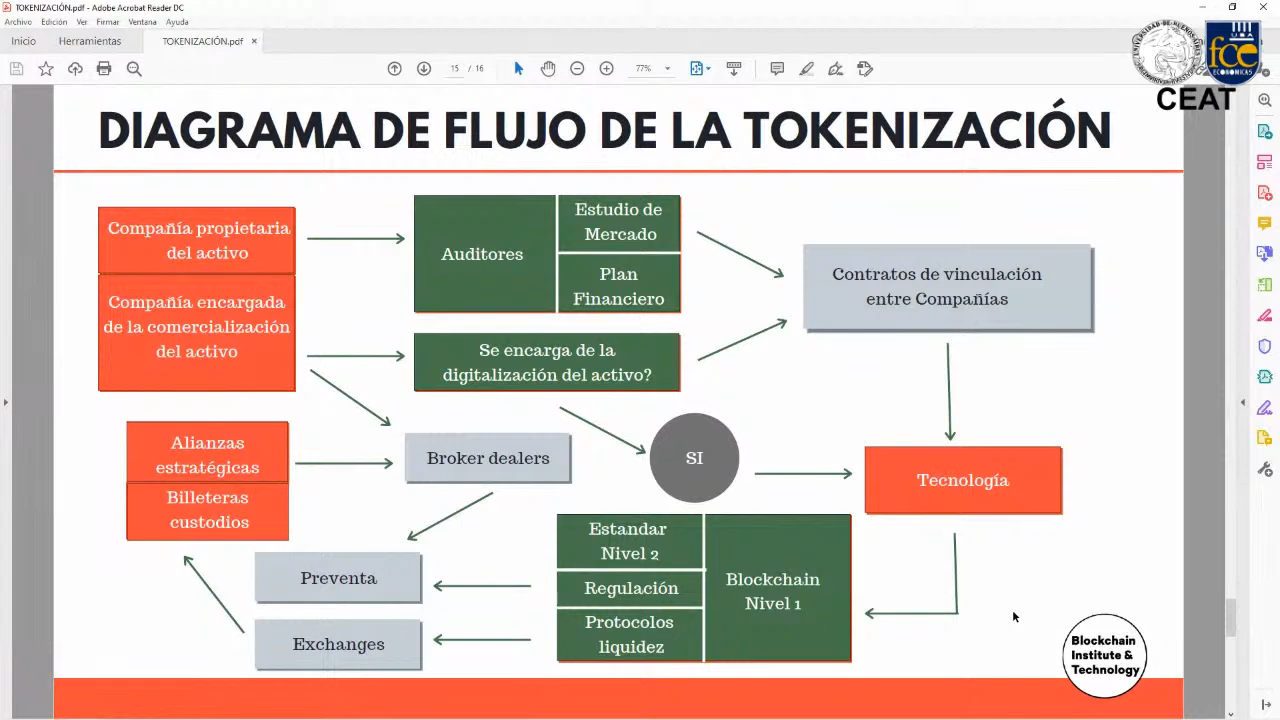 TOKENIZACIÓN.pdf - Adobe Acrobat Reader DC
Archivo Edición Ver Firmar Ventana Ayuda
Inicio Herramientas TOKENIZACIÓN.pdf ×
15 / 16 77%
UBA
fce
ECONOMICAS
CEAT
DIAGRAMA DE FLUJO DE LA TOKENIZACIÓN
Compañía propietaria
del activo
Compañía encargada
de la comercialización
del activo
Auditores
Estudio de
Mercado
Plan
Financiero
Contratos de vinculación
entre Compañías
Se encarga de la
digitalización del activo?
Alianzas
estratégicas
Billeteras
custodios
Broker dealers
SI
Tecnología
Estandar
Nivel 2
Regulación
Protocolos
liquidez
Blockchain
Nivel 1
Preventa
Exchanges
Blockchain
Institute &
Technology